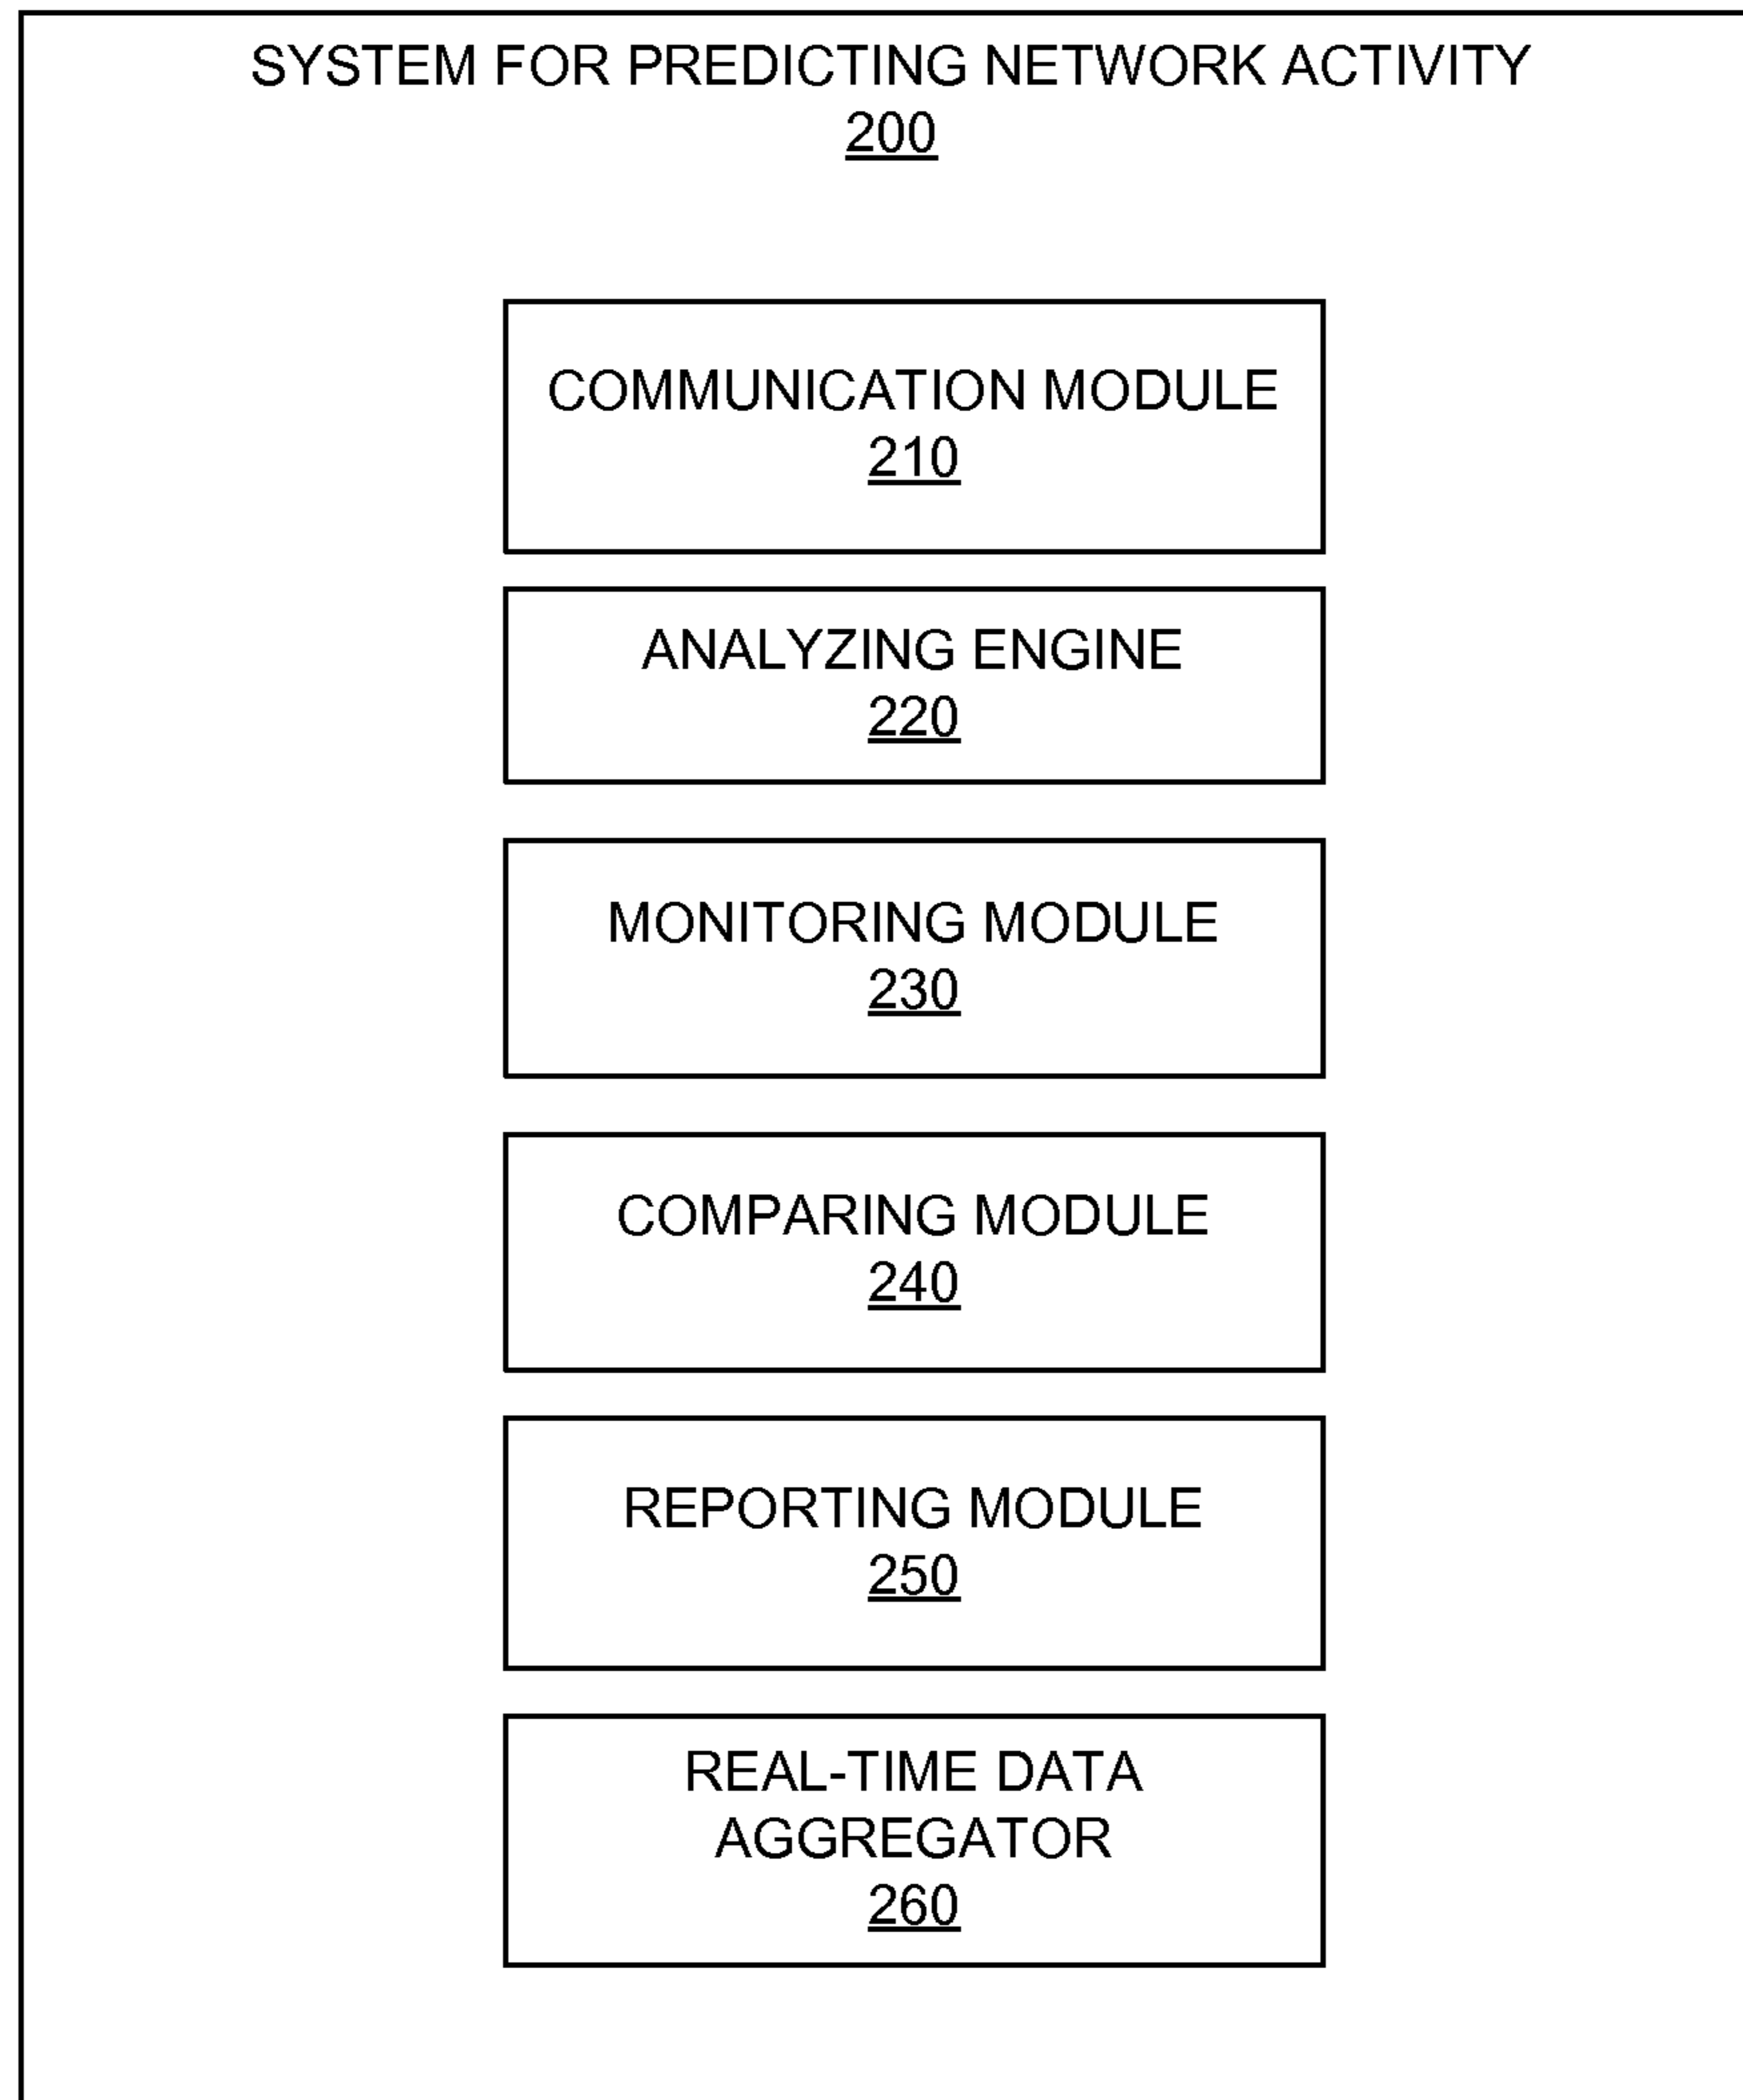 SYSTEM FOR PREDICTING NETWORK ACTIVITY
200
COMMUNICATION MODULE
210
ANALYZING ENGINE
220
MONITORING MODULE
230
COMPARING MODULE
240
REPORTING MODULE
250
REAL-TIME DATA
AGGREGATOR
260